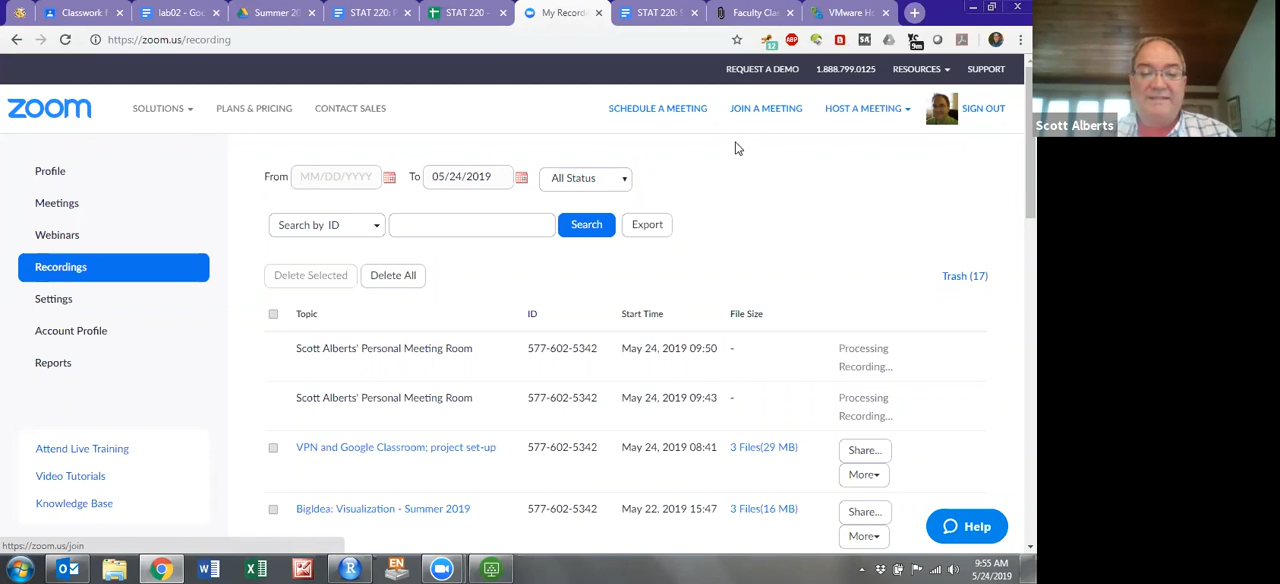 Classwork
lab02 - Goo
Summer 20
STAT 220: F
STAT 220 -
My Record
STAT 220: S
Faculty Clas
VMware Ho
https://zoom.us/recording
12
ABP
SA
9m
REQUEST A DEMO 1.888.799.0125 RESOURCES SUPPORT
zoom SOLUTIONS PLANS & PRICING CONTACT SALES SCHEDULE A MEETING JOIN A MEETING HOST A MEETING SIGN OUT
Scott Alberts
Profile
Meetings
Webinars
Recordings
Settings
Account Profile
Reports
Attend Live Training
Video Tutorials
Knowledge Base
From MM/DD/YYYY To 05/24/2019 All Status
Search by ID Search Export
Delete Selected Delete All Trash (17)
Topic ID Start Time File Size
Scott Alberts' Personal Meeting Room 577-602-5342 May 24, 2019 09:50 - Processing
Recording...
Scott Alberts' Personal Meeting Room 577-602-5342 May 24, 2019 09:43 - Processing
Recording...
VPN and Google Classroom: project set-up 577-602-5342 May 24, 2019 08:41 3 Files(29 MB) Share...
More
BigIdea: Visualization - Summer 2019 577-602-5342 May 22, 2019 15:47 3 Files(16 MB) Share...
More
Help
https://zoom.us/join
EN
R
9:55 AM
5/24/2019